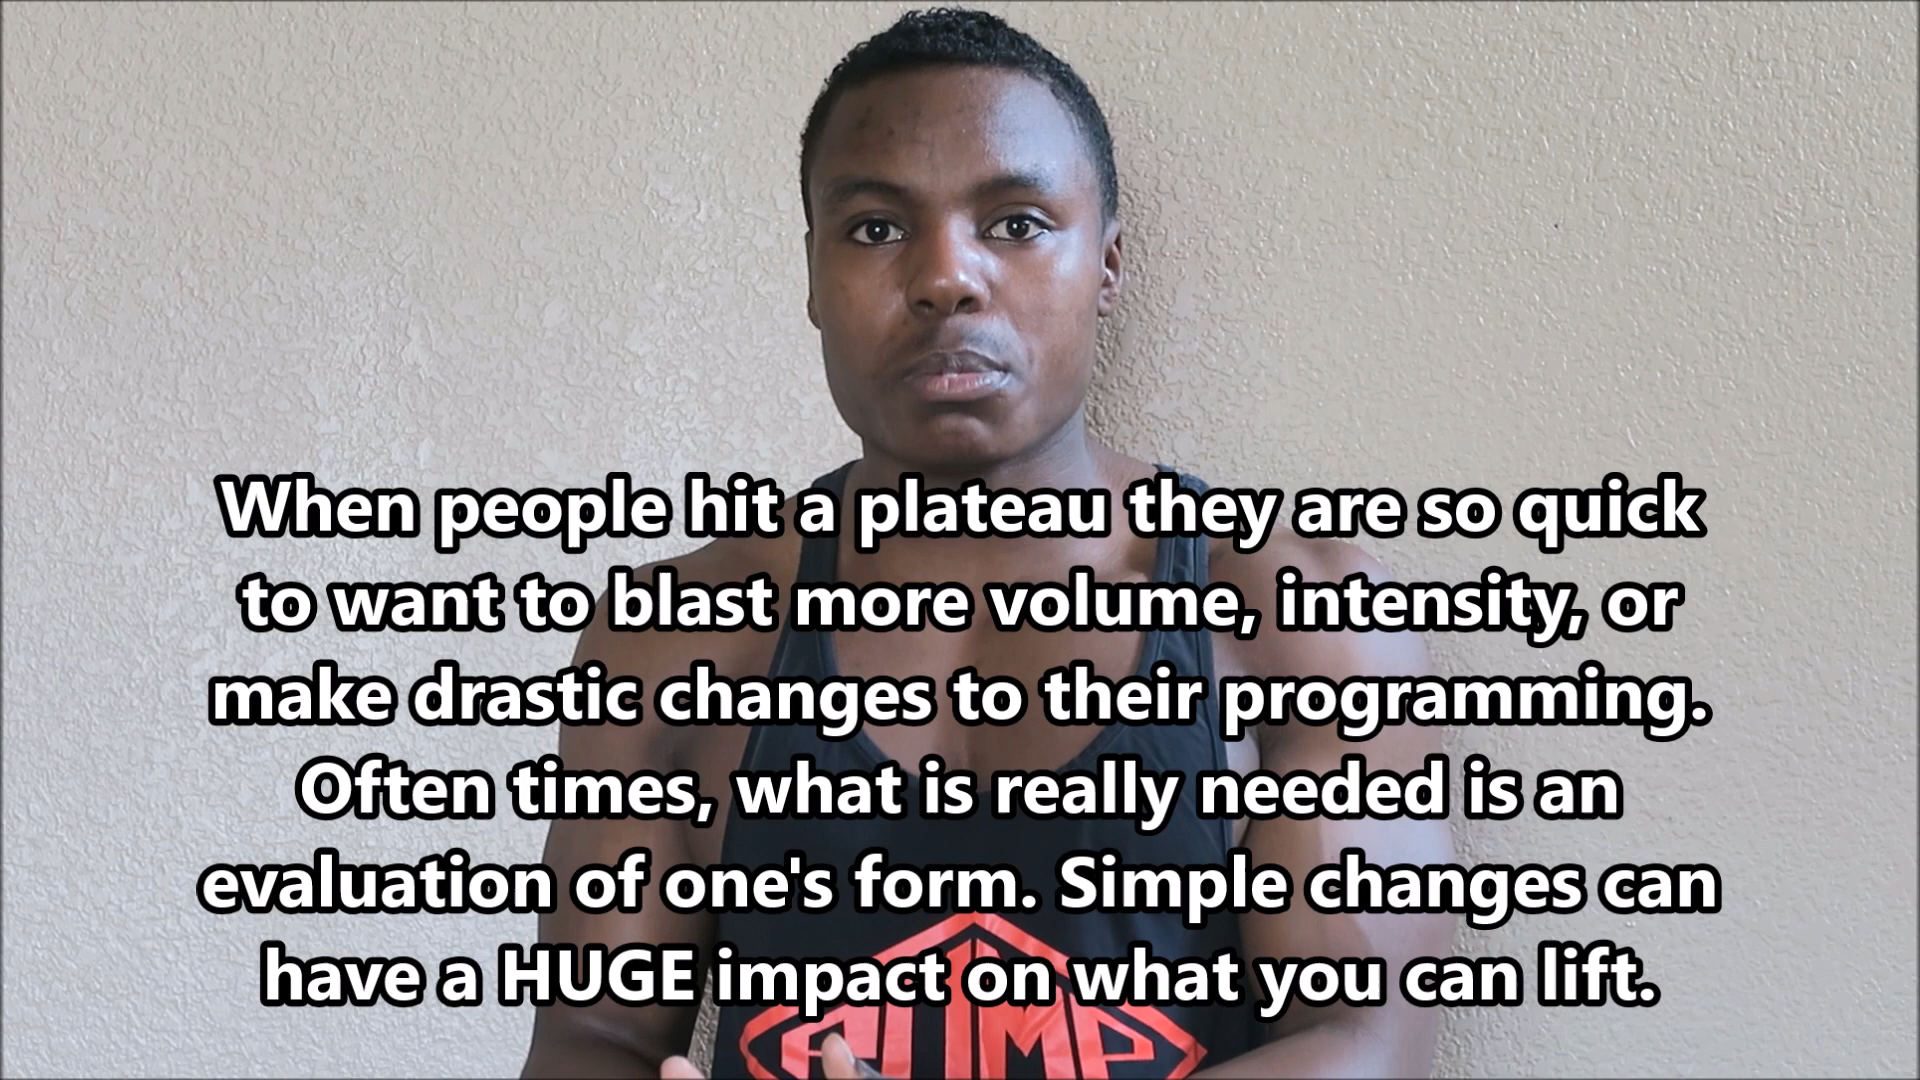 When people hit a plateau they are so quick
to want to blast more volume, intensity, or
make drastic changes to their programming.
Often times, what is really needed is an
evaluation of one's form. Simple changes can
have a HUGE impact on what you can lift.
PUMP